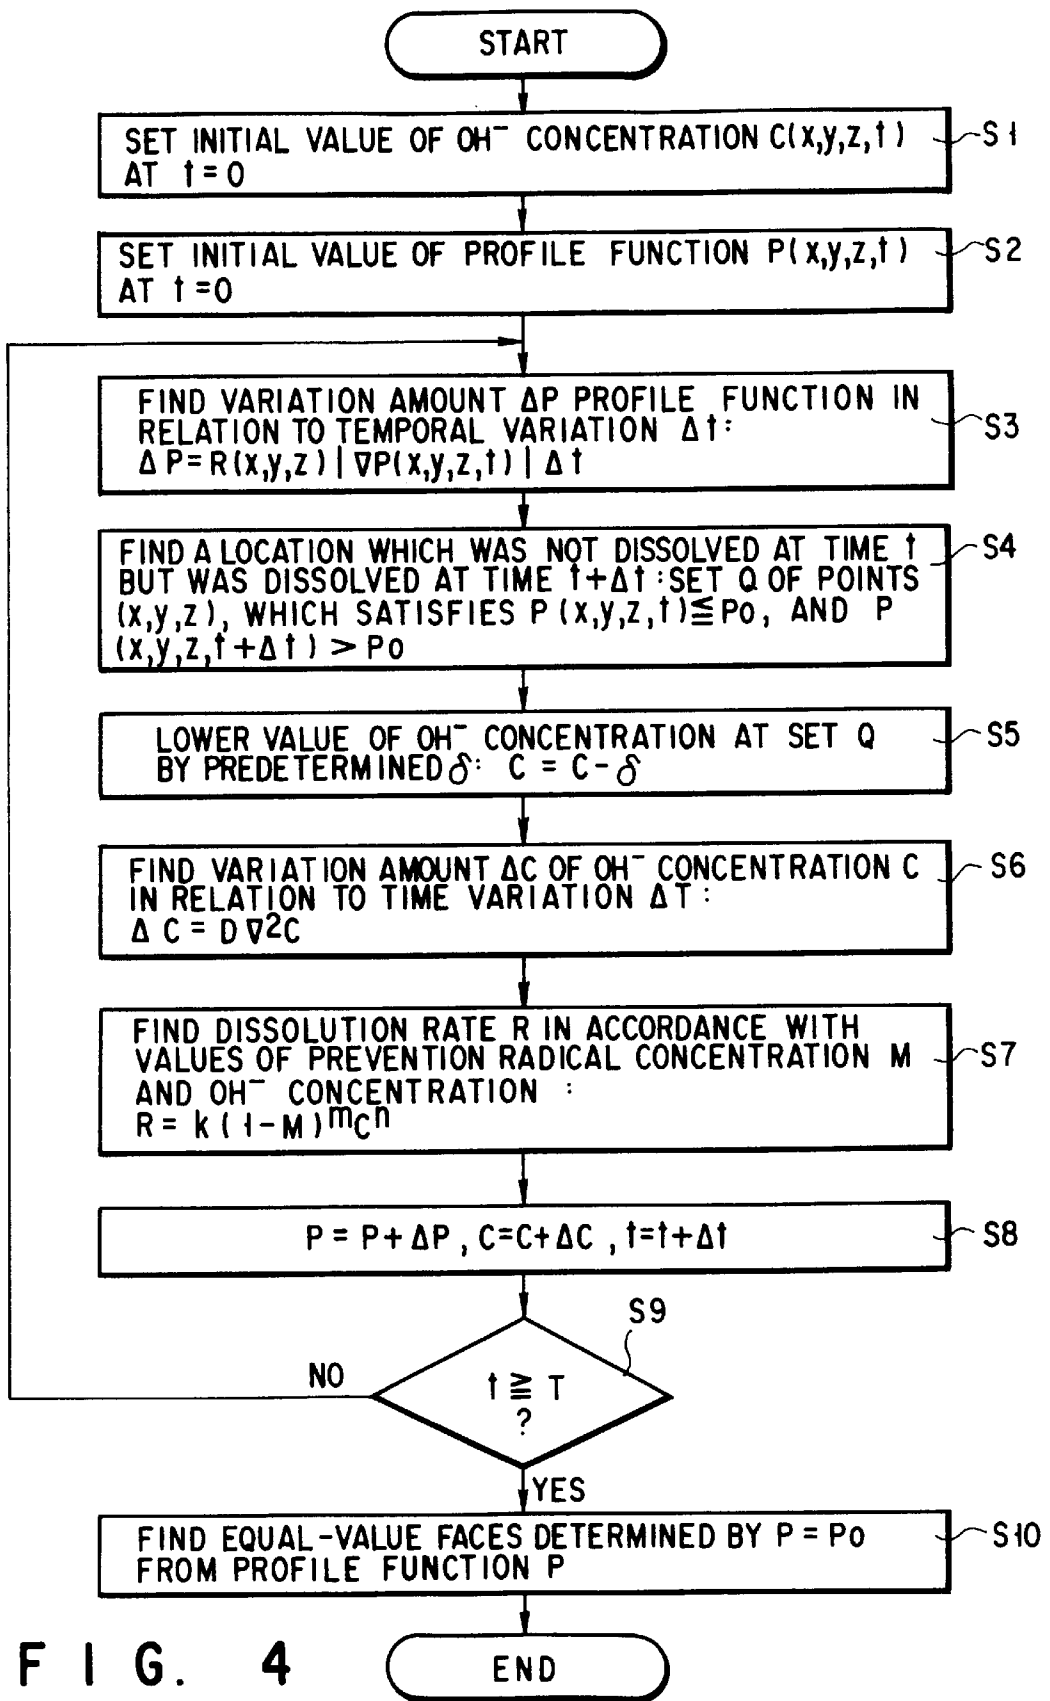 START
SET INITIAL VALUE OF OH⁻ CONCENTRATION C(x,y,z,t)
AT t=0
S1
SET INITIAL VALUE OF PROFILE FUNCTION P(x,y,z,t)
AT t=0
S2
FIND VARIATION AMOUNT ΔP PROFILE FUNCTION IN
RELATION TO TEMPORAL VARIATION Δt:
ΔP=R(x,y,z)|∇P(x,y,z,t)|Δt
S3
FIND A LOCATION WHICH WAS NOT DISSOLVED AT TIME t
BUT WAS DISSOLVED AT TIME t+Δt:SET Q OF POINTS
(x,y,z), WHICH SATISFIES P(x,y,z,t)≦Po, AND P
(x,y,z,t+Δt)>Po
S4
LOWER VALUE OF OH⁻ CONCENTRATION AT SET Q
BY PREDETERMINED δ: C = C-δ
S5
FIND VARIATION AMOUNT ΔC OF OH⁻ CONCENTRATION C
IN RELATION TO TIME VARIATION ΔT:
ΔC = D∇²C
S6
FIND DISSOLUTION RATE R IN ACCORDANCE WITH
VALUES OF PREVENTION RADICAL CONCENTRATION M
AND OH⁻ CONCENTRATION :
R = k(1-M)ᵐCⁿ
S7
P = P+ΔP, C=C+ΔC, t=t+Δt
S8
S9
t ≧ T
?
NO
YES
FIND EQUAL-VALUE FACES DETERMINED BY P = Po
FROM PROFILE FUNCTION P
S10
END
FIG. 4